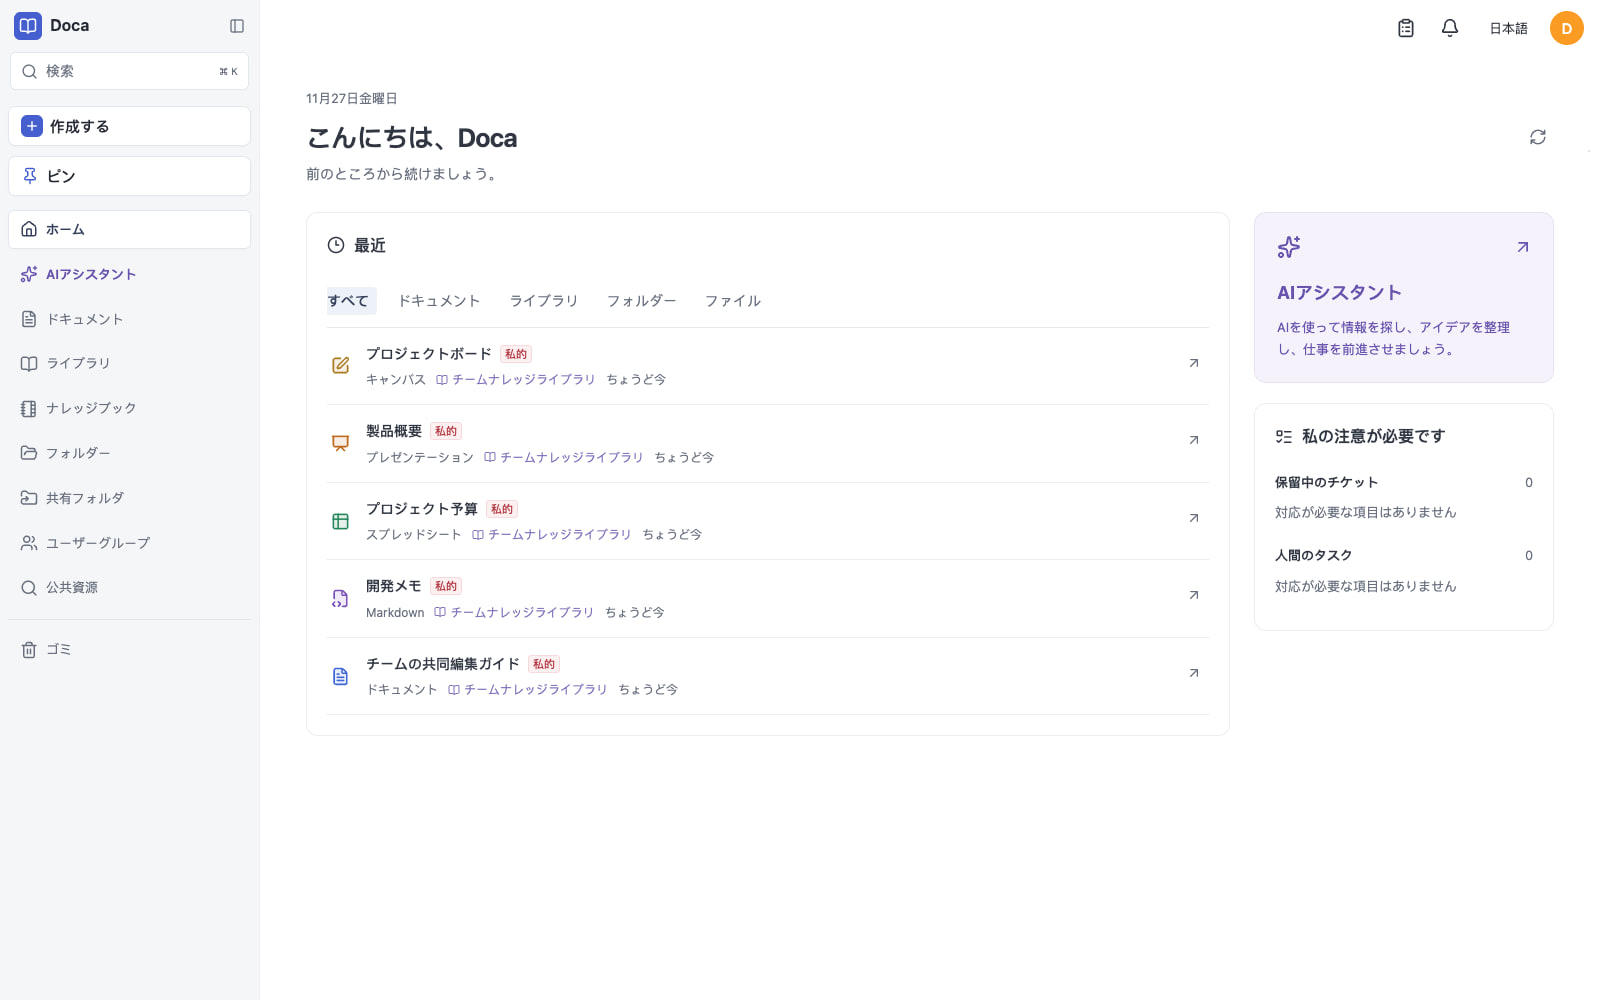 Doca
検索
⌘ K
作成する
ピン
ホーム
AIアシスタント
ドキュメント
ライブラリ
ナレッジブック
フォルダー
共有フォルダ
ユーザーグループ
公共資源
ゴミ
日本語
D
11月27日金曜日
こんにちは、Doca
前のところから続けましょう。
最近
すべて ドキュメント ライブラリ フォルダー ファイル
プロジェクトボード 私的
キャンバス チームナレッジライブラリ ちょうど今
製品概要 私的
プレゼンテーション チームナレッジライブラリ ちょうど今
プロジェクト予算 私的
スプレッドシート チームナレッジライブラリ ちょうど今
開発メモ 私的
Markdown チームナレッジライブラリ ちょうど今
チームの共同編集ガイド 私的
ドキュメント チームナレッジライブラリ ちょうど今
AIアシスタント
AIを使って情報を探し、アイデアを整理
し、仕事を前進させましょう。
私の注意が必要です
保留中のチケット 0
対応が必要な項目はありません
人間のタスク 0
対応が必要な項目はありません